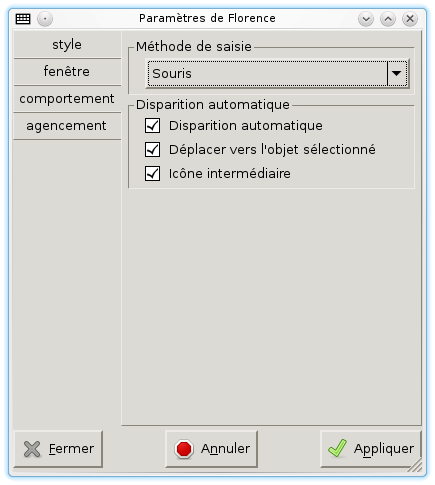 Paramètres de Florence
style
fenêtre
comportement
agencement
Méthode de saisie
Souris
Disparition automatique
Disparition automatique
Déplacer vers l'objet sélectionné
Icône intermédiaire
Fermer
Annuler
Appliquer